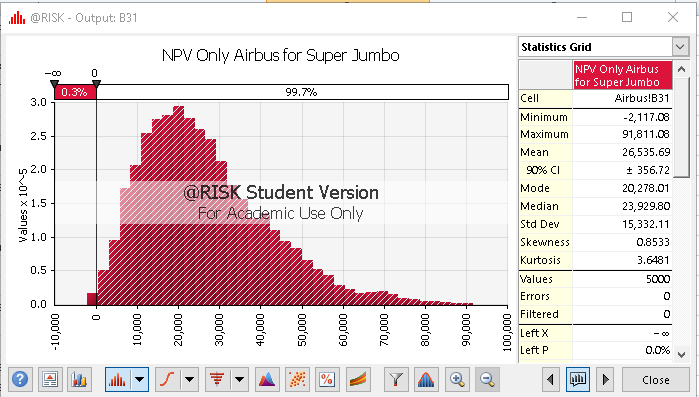 @RISK - Output: B31
NPV Only Airbus for Super Jumbo
−∞ 0
0.3% 99.7%
3.0
2.5
2.0
1.5
1.0
0.5
0.0
Values x 10^-5
@RISK Student Version
For Academic Use Only
-10,000
0
10,000
20,000
30,000
40,000
50,000
60,000
70,000
80,000
90,000
100,000
Statistics Grid
NPV Only Airbus
for Super Jumbo
Cell Airbus!B31
Minimum -2,117.08
Maximum 91,811.08
Mean 26,535.69
90% CI ± 356.72
Mode 20,278.01
Median 23,929.80
Std Dev 15,332.11
Skewness 0.8533
Kurtosis 3.6481
Values 5000
Errors 0
Filtered 0
Left X −∞
Left P 0.0%
Close